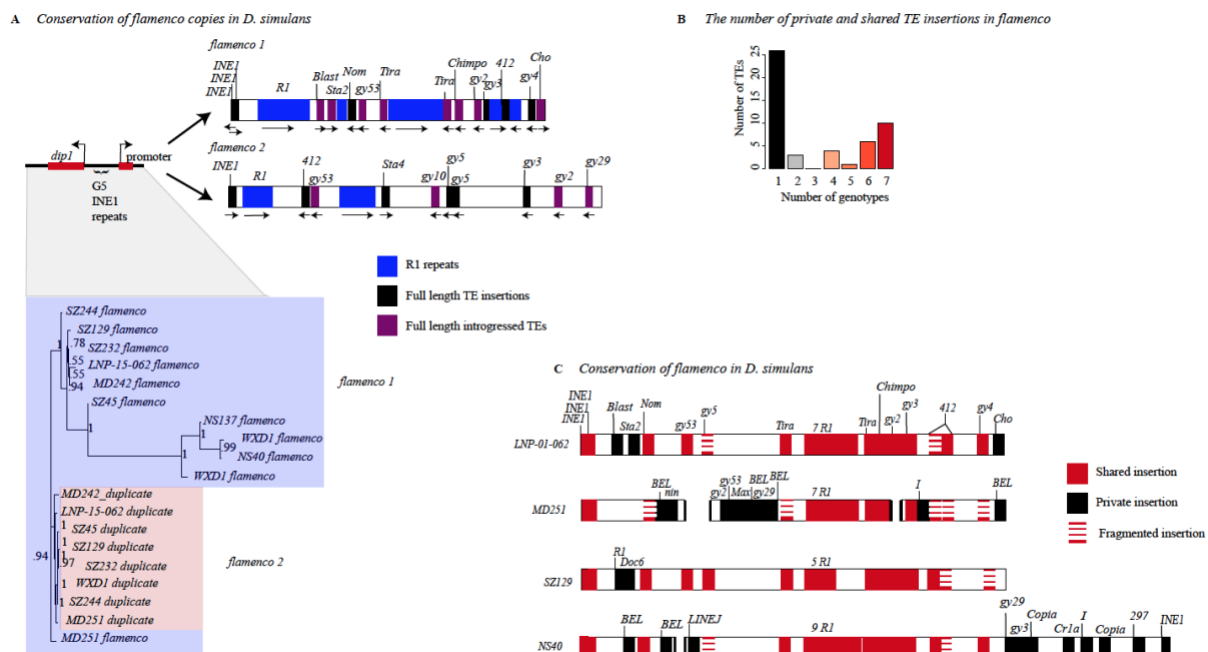 A Conservation of flamenco copies in D. simulans
flamenco 1
INE1
INE1
INE1
R1
Blast
Sta2
Nom
gy53
Tira
Tira
Chimpo
gy2
gy3
412
gy4
Cho
flamenco 2
INE1
R1
412
gy53
Sta4
gy10
gy5
gy5
gy3
gy2
gy29
dip1
promoter
G5
INE1
repeats
R1 repeats
Full length TE insertions
Full length introgressed TEs
SZ244 flamenco
SZ129 flamenco
SZ232 flamenco
LNP-15-062 flamenco
MD242 flamenco
SZ45 flamenco
NS137 flamenco
WXD1 flamenco
NS40 flamenco
WXD1 flamenco
1
.78
.55
.55
.94
1
1
.99
1
flamenco 1
MD242_duplicate
LNP-15-062 duplicate
SZ45 duplicate
SZ129 duplicate
SZ232 duplicate
WXD1 duplicate
SZ244 duplicate
MD251 duplicate
MD251 flamenco
.94
1
1
1
.97
1
1
flamenco 2
B The number of private and shared TE insertions in flamenco
Number of TEs
0 5 10 15 20 25
1 2 3 4 5 6 7
Number of genotypes
C Conservation of flamenco in D. simulans
LNP-01-062
INE1
INE1
INE1
Blast
Sta2
Nom
gy53
gy5
Tira
7 R1
Tira
Chimpo
gy2
gy3
412
gy4
Cho
MD251
BEL
nin
gy2
gy53
Max
gy29
BEL
BEL
7 R1
I
BEL
SZ129
R1
Doc6
5 R1
NS40
BEL
BEL
LINEJ
9 R1
gy29
gy3
Copia
Cr1a
I
Copia
297
INE1
Shared insertion
Private insertion
Fragmented insertion